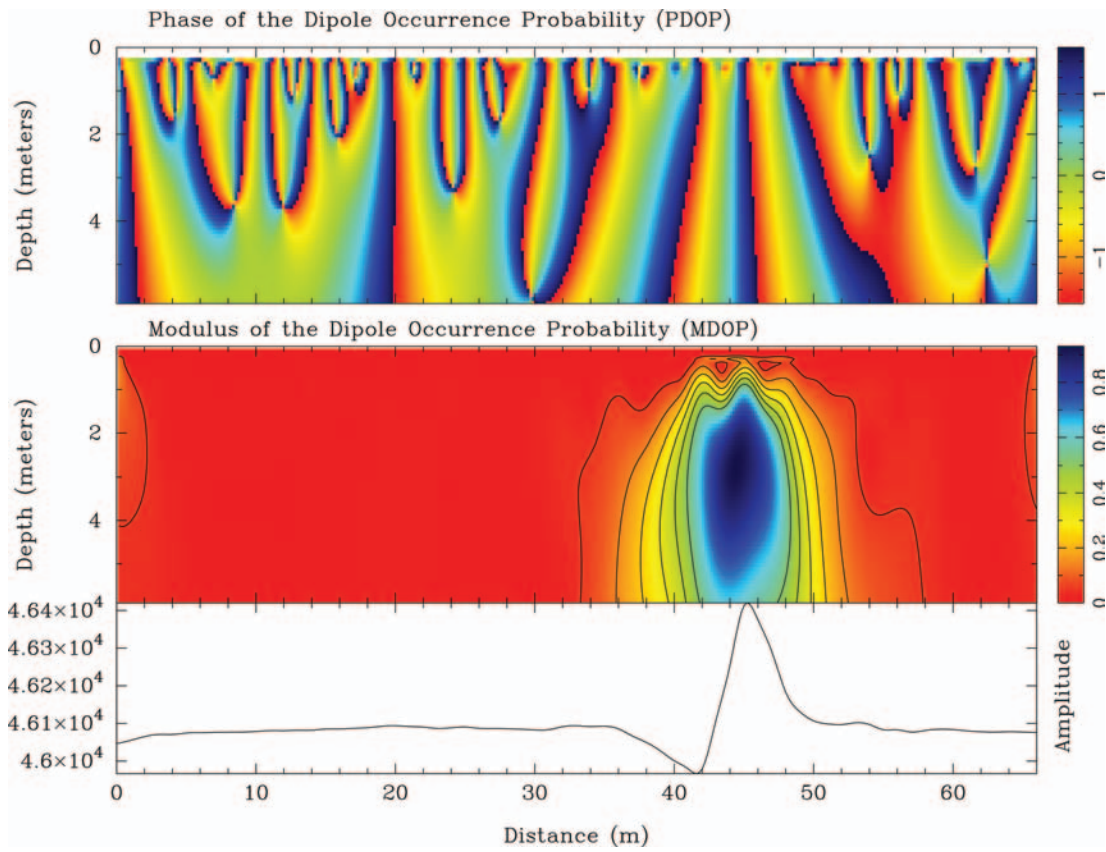 Phase of the Dipole Occurrence Probability (PDOP)
0
2
4
Depth (meters)
1
0
−1
Modulus of the Dipole Occurrence Probability (MDOP)
0
2
4
Depth (meters)
0.8
0.6
0.4
0.2
0
4.64×10⁴
4.63×10⁴
4.62×10⁴
4.61×10⁴
4.6×10⁴
Amplitude
0 10 20 30 40 50 60
Distance (m)